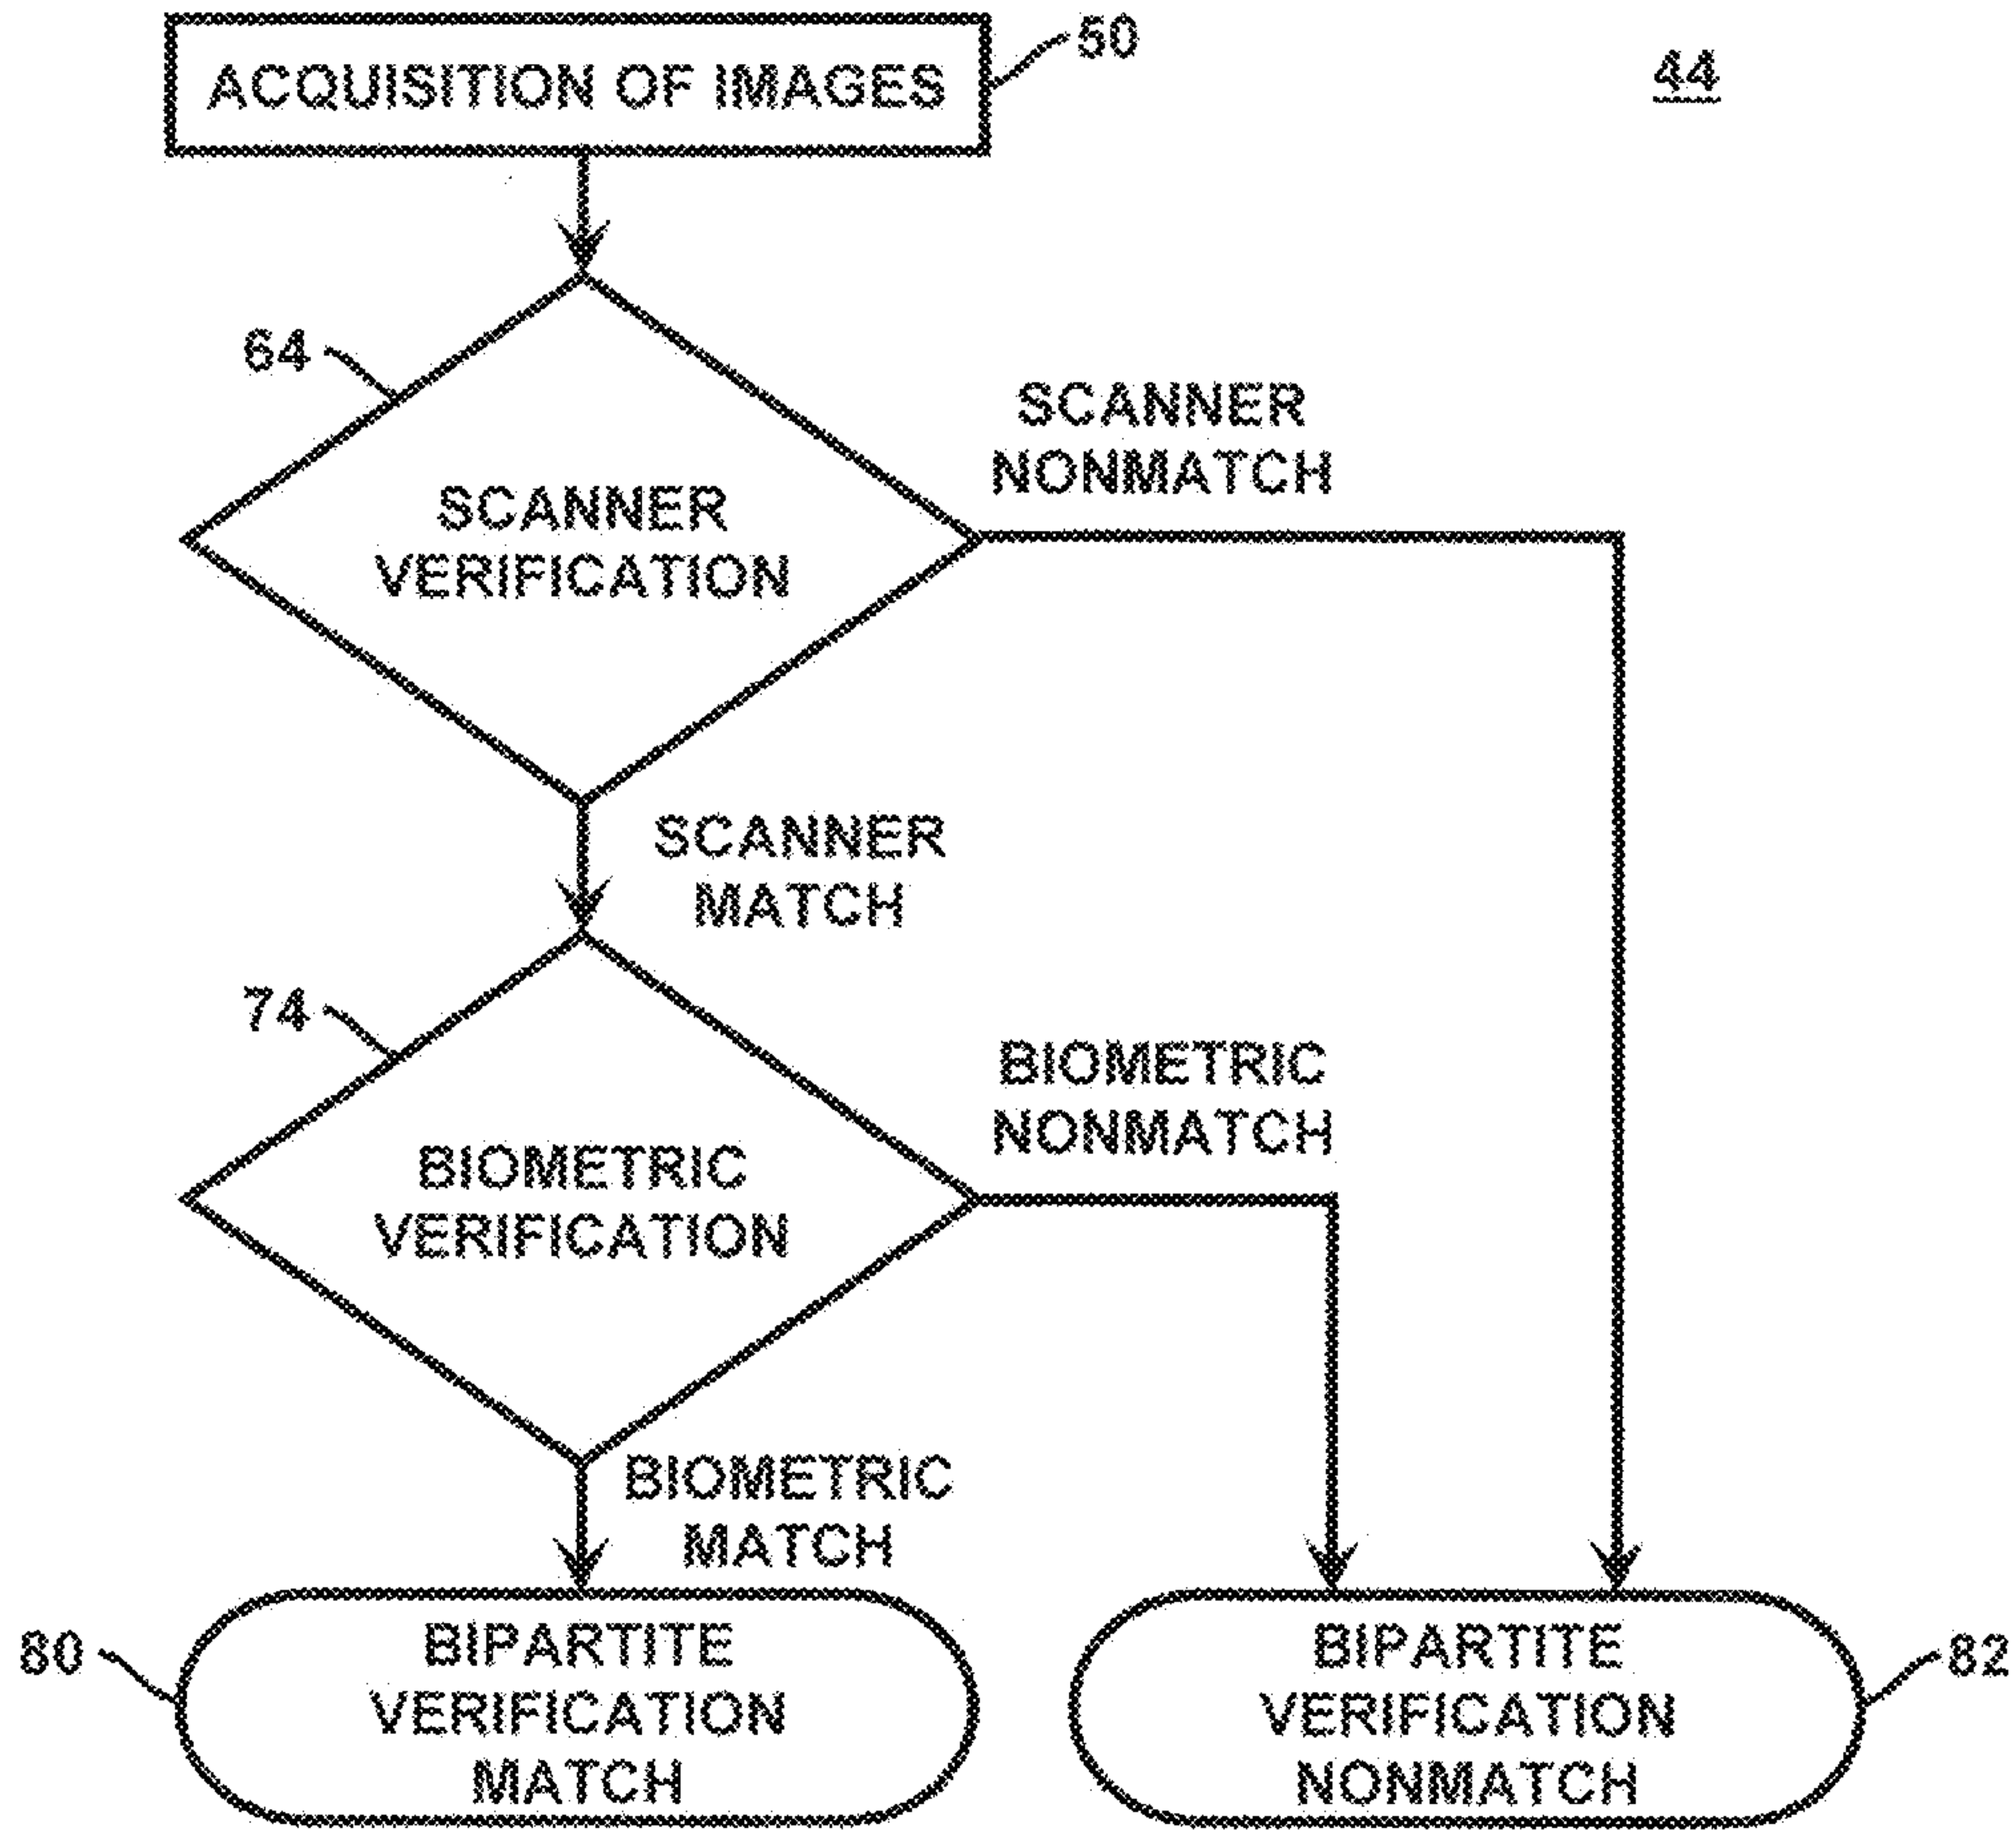 ACQUISITION OF IMAGES
50
44
64
SCANNER
VERIFICATION
SCANNER
NONMATCH
SCANNER
MATCH
74
BIOMETRIC
VERIFICATION
BIOMETRIC
NONMATCH
BIOMETRIC
MATCH
80
BIPARTITE
VERIFICATION
MATCH
BIPARTITE
VERIFICATION
NONMATCH
82